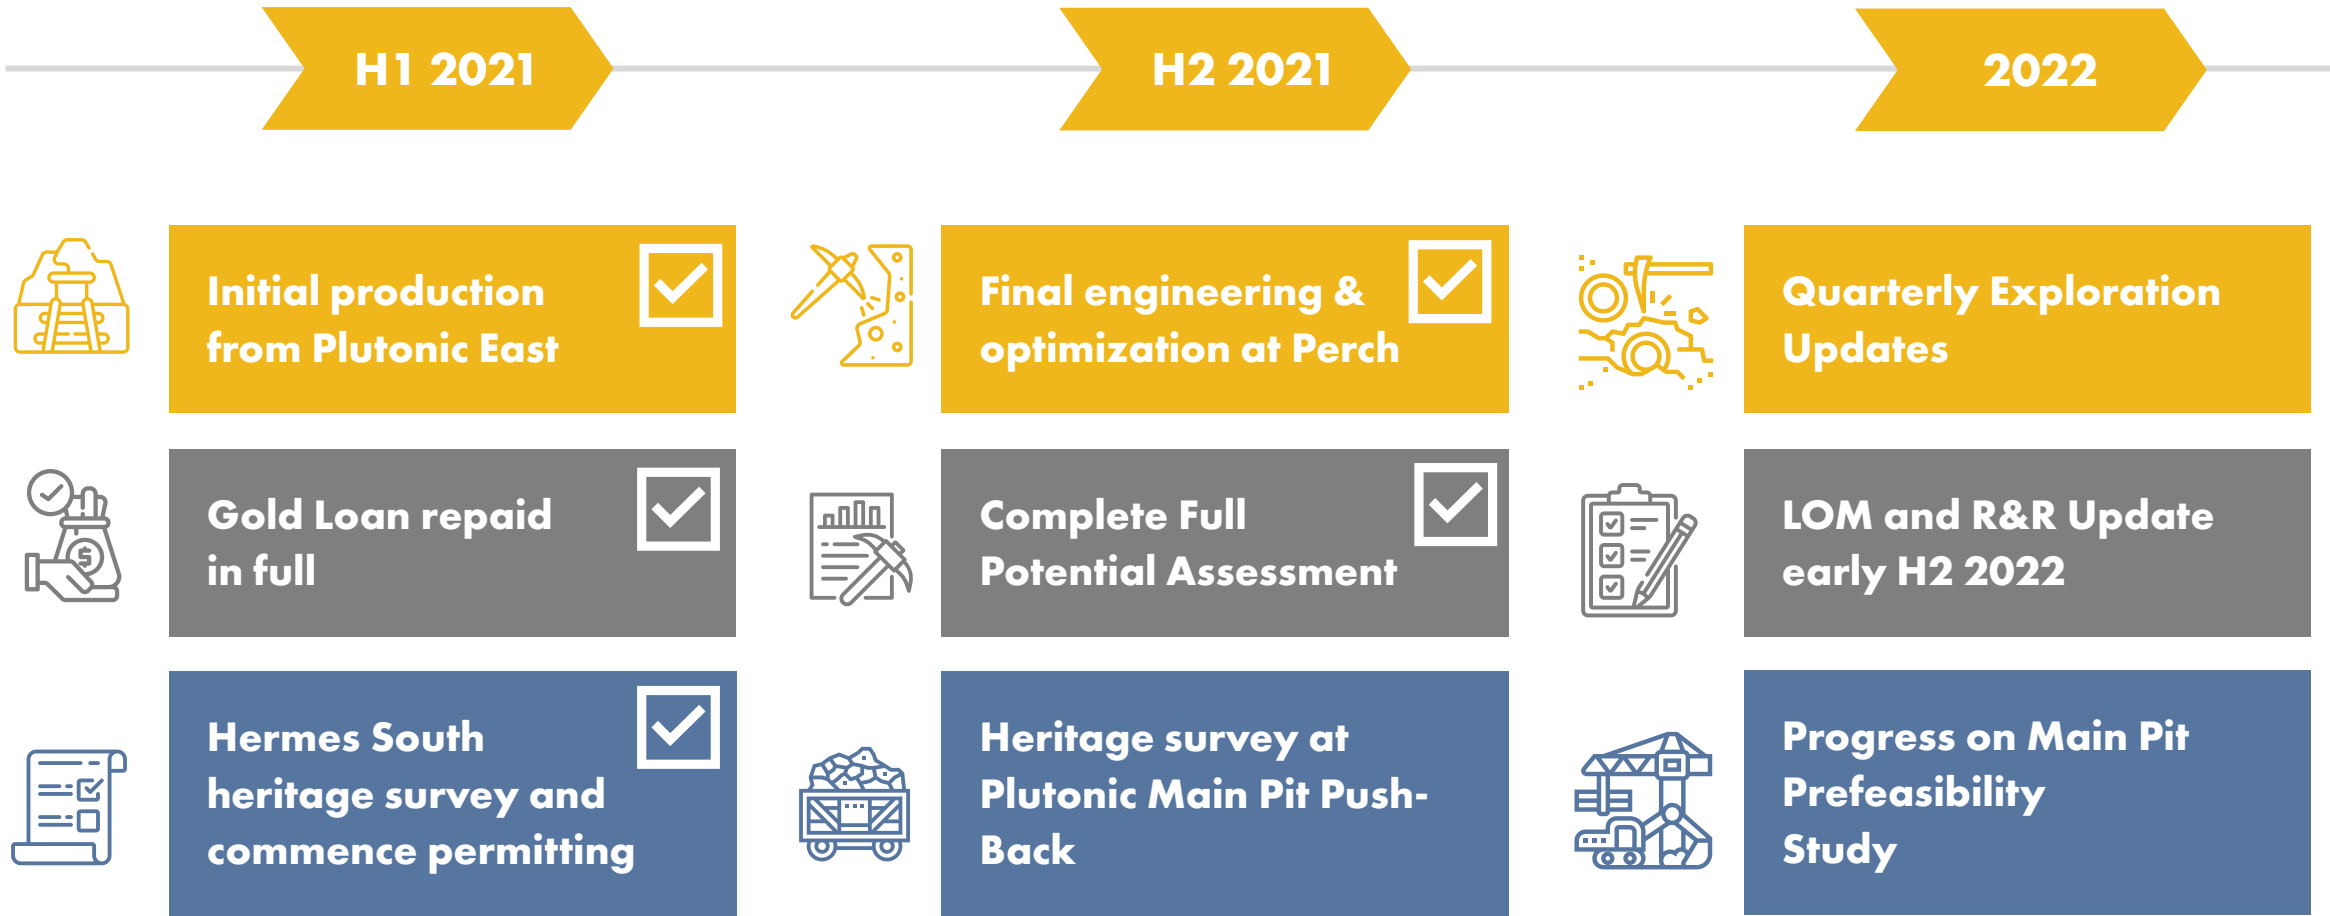 H1 2021
H2 2021
2022
Initial production
from Plutonic East
Final engineering &
optimization at Perch
Quarterly Exploration
Updates
Gold Loan repaid
in full
Complete Full
Potential Assessment
LOM and R&R Update
early H2 2022
Hermes South
heritage survey and
commence permitting
Heritage survey at
Plutonic Main Pit Push-
Back
Progress on Main Pit
Prefeasibility
Study